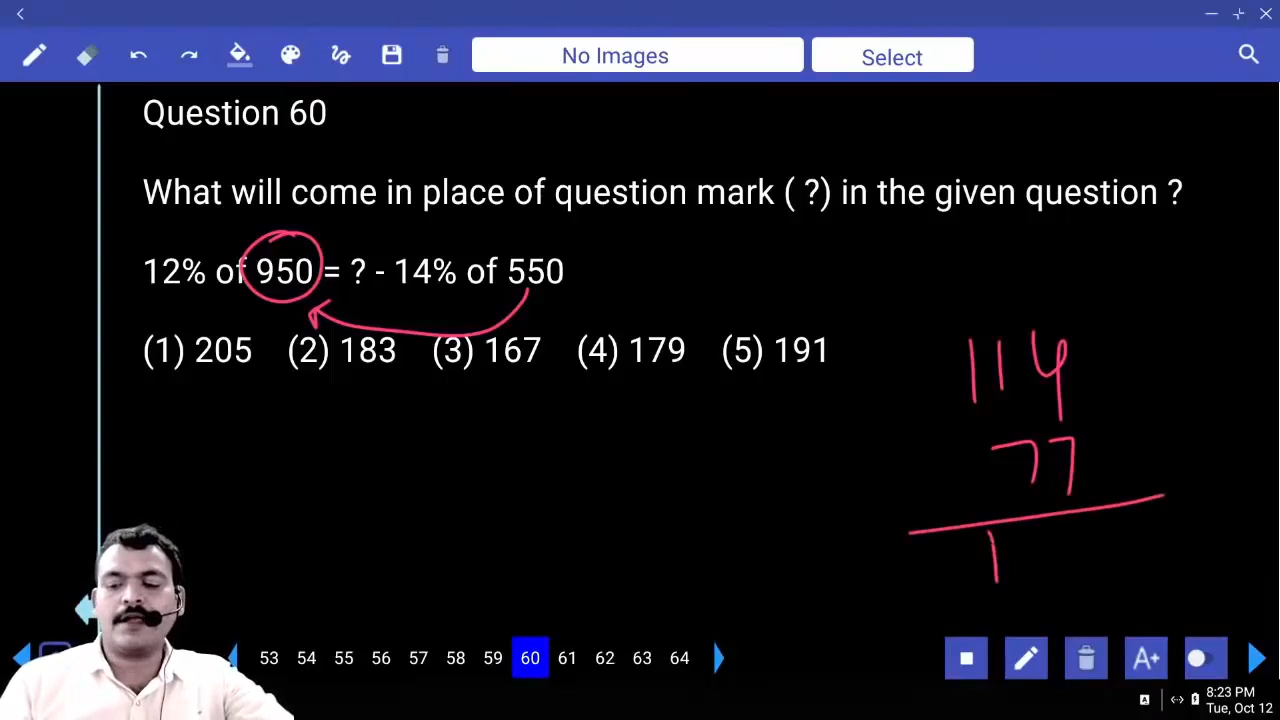 No Images
Select
Question 60
What will come in place of question mark ( ?) in the given question ?
12% of 950 = ? - 14% of 550
(1) 205 (2) 183 (3) 167 (4) 179 (5) 191
114
77
1
53 54 55 56 57 58 59 60 61 62 63 64
A+
A
8:23 PM
Tue, Oct 12